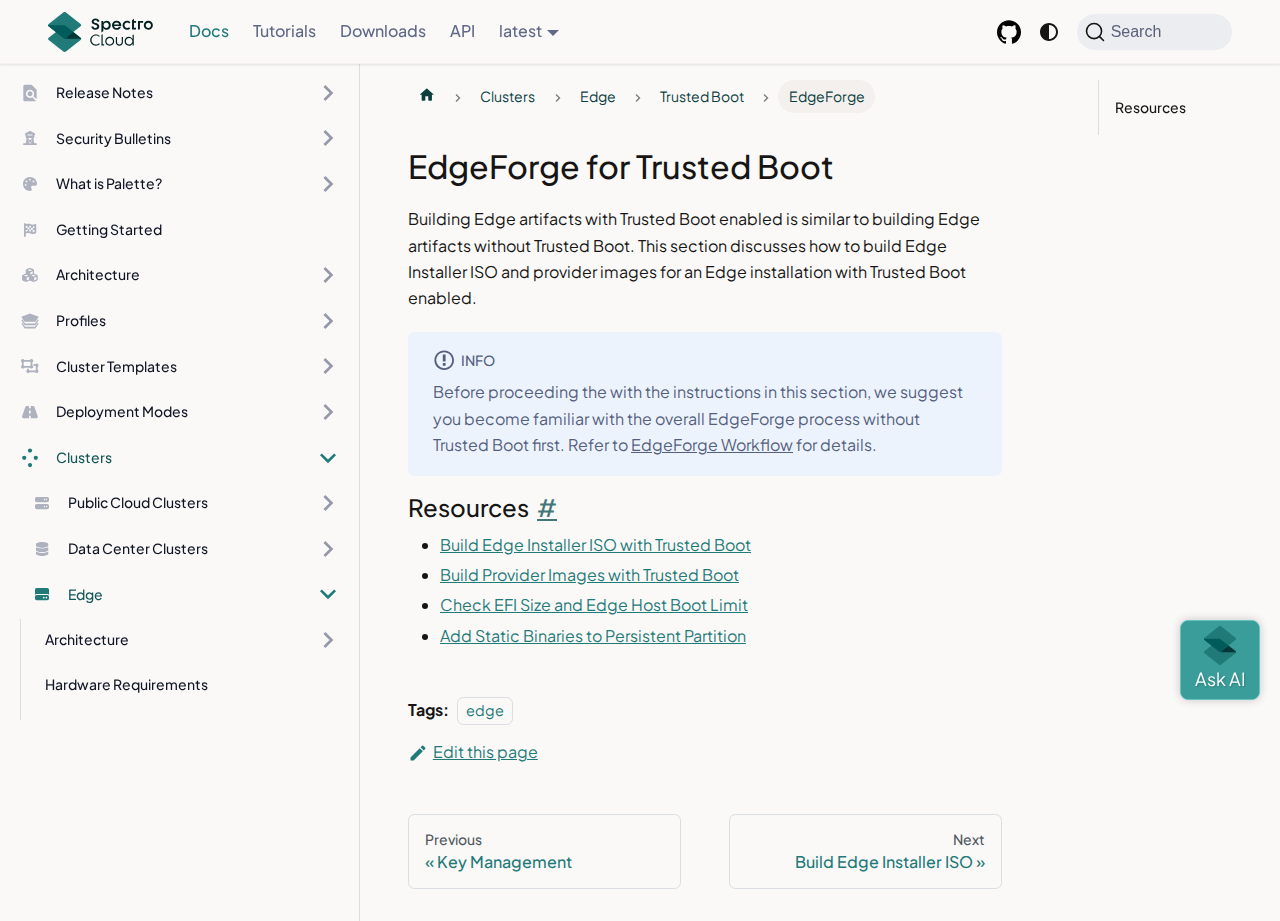 Spectro
Cloud
Docs
Tutorials
Downloads
API
latest
Search
Release Notes
Security Bulletins
What is Palette?
Getting Started
Architecture
Profiles
Cluster Templates
Deployment Modes
Clusters
Public Cloud Clusters
Data Center Clusters
Edge
Architecture
Hardware Requirements
Clusters
Edge
Trusted Boot
EdgeForge
EdgeForge for Trusted Boot
Building Edge artifacts with Trusted Boot enabled is similar to building Edge
artifacts without Trusted Boot. This section discusses how to build Edge
Installer ISO and provider images for an Edge installation with Trusted Boot
enabled.
INFO
Before proceeding the with the instructions in this section, we suggest
you become familiar with the overall EdgeForge process without
Trusted Boot first. Refer to EdgeForge Workflow for details.
Resources #
Build Edge Installer ISO with Trusted Boot
Build Provider Images with Trusted Boot
Check EFI Size and Edge Host Boot Limit
Add Static Binaries to Persistent Partition
Tags: edge
Edit this page
Previous
« Key Management
Next
Build Edge Installer ISO »
Resources
Ask AI